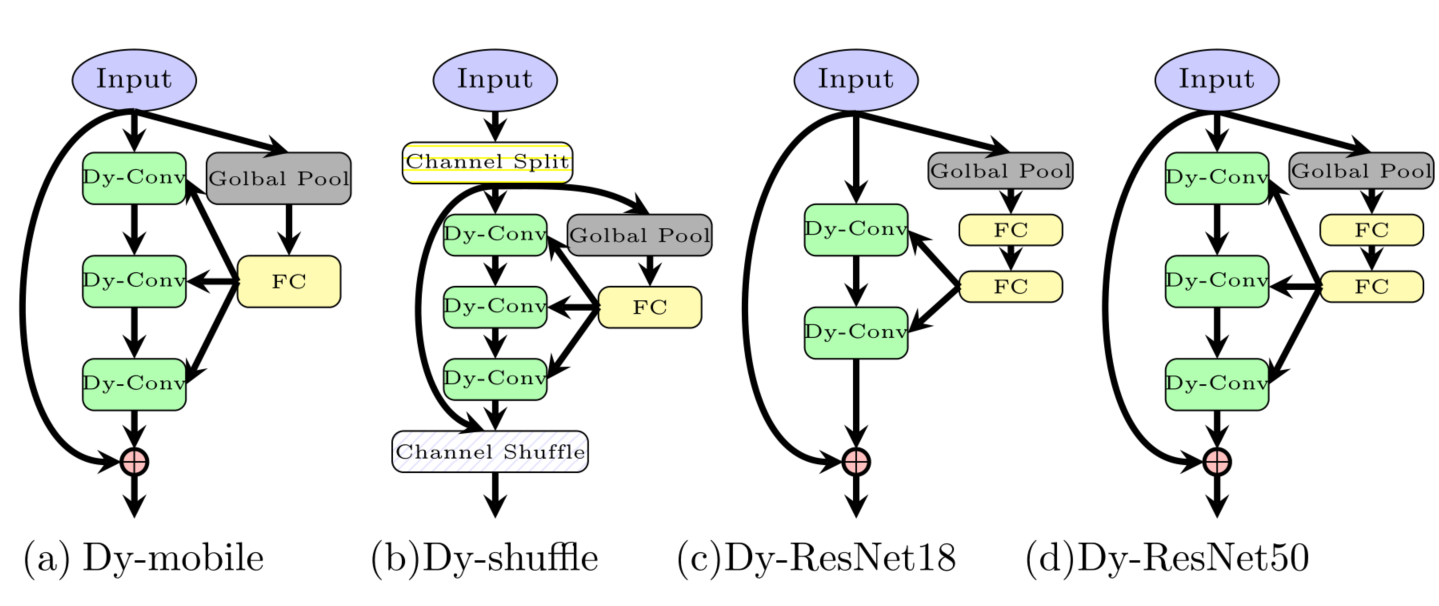 Input
Dy-Conv
Golbal Pool
Dy-Conv
FC
Dy-Conv
(a) Dy-mobile
Input
Channel Split
Dy-Conv
Golbal Pool
Dy-Conv
FC
Dy-Conv
Channel Shuffle
(b)Dy-shuffle
Input
Golbal Pool
Dy-Conv
FC
FC
Dy-Conv
(c)Dy-ResNet18
Input
Dy-Conv
Golbal Pool
FC
Dy-Conv
FC
Dy-Conv
(d)Dy-ResNet50